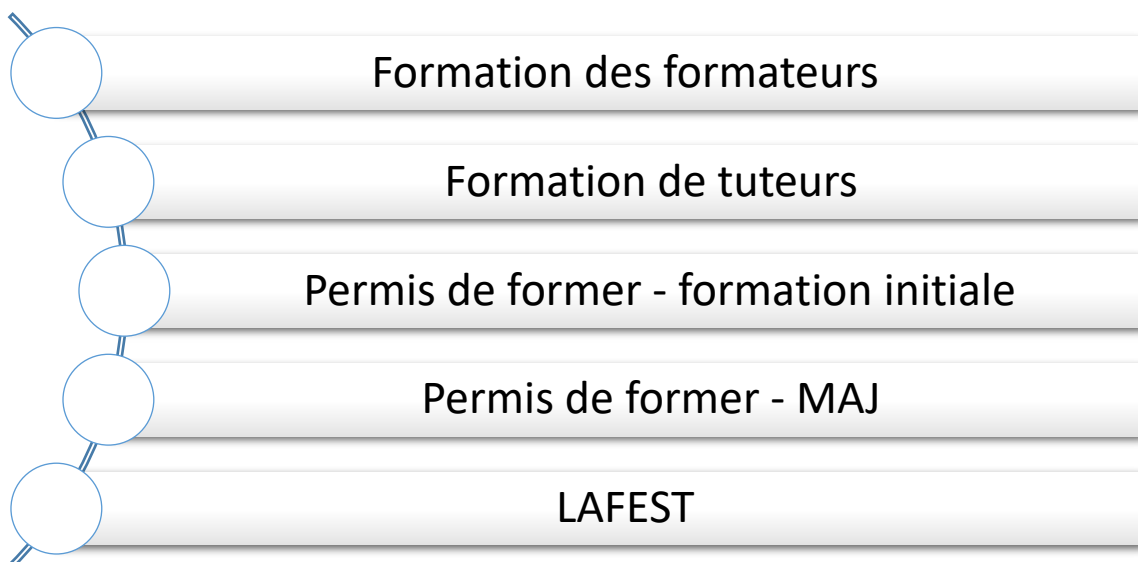 Formation des formateurs
Formation de tuteurs
Permis de former - formation initiale
Permis de former - MAJ
LAFEST